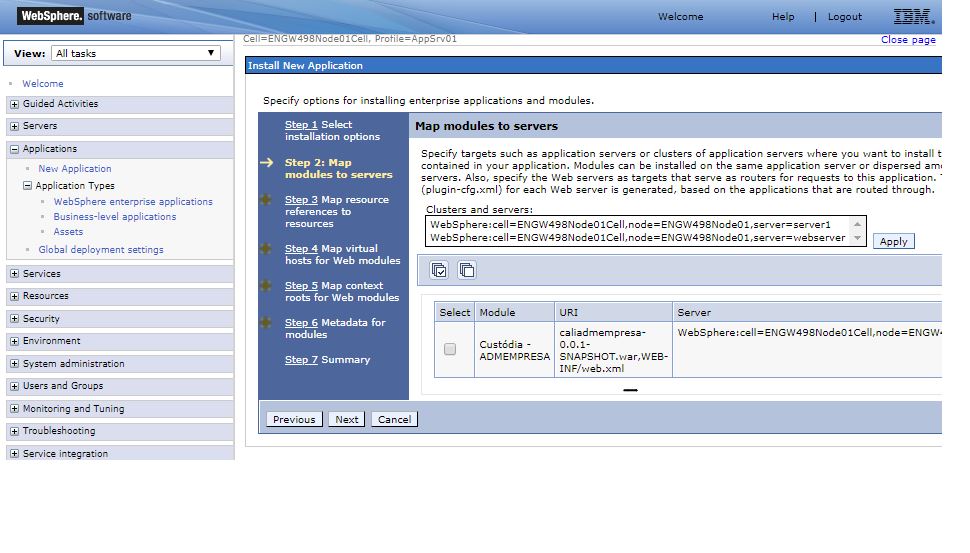 WebSphere. software
Welcome Help | Logout IBM.
Cell=ENGW498Node01Cell, Profile=AppSrv01
Close page
View: All tasks
Welcome
Guided Activities
Servers
Applications
New Application
Application Types
WebSphere enterprise applications
Business-level applications
Assets
Global deployment settings
Services
Resources
Security
Environment
System administration
Users and Groups
Monitoring and Tuning
Troubleshooting
Service integration
Install New Application
Specify options for installing enterprise applications and modules.
Step 1 Select
installation options
Step 2: Map
modules to servers
Step 3 Map resource
references to
resources
Step 4 Map virtual
hosts for Web modules
Step 5 Map context
roots for Web modules
Step 6 Metadata for
modules
Step 7 Summary
Map modules to servers
Specify targets such as application servers or clusters of application servers where you want to install t
contained in your application. Modules can be installed on the same application server or dispersed amo
servers. Also, specify the Web servers as targets that serve as routers for requests to this application. T
(plugin-cfg.xml) for each Web server is generated, based on the applications that are routed through.
Clusters and servers:
WebSphere:cell=ENGW498Node01Cell,node=ENGW498Node01,server=server1
WebSphere:cell=ENGW498Node01Cell,node=ENGW498Node01,server=webserver
Apply
Select Module URI Server
Custódia -
ADMEMPRESA
caliadmempresa-
0.0.1-
SNAPSHOT.war,WEB-
INF/web.xml
WebSphere:cell=ENGW498Node01Cell,node=ENGW4
Previous Next Cancel